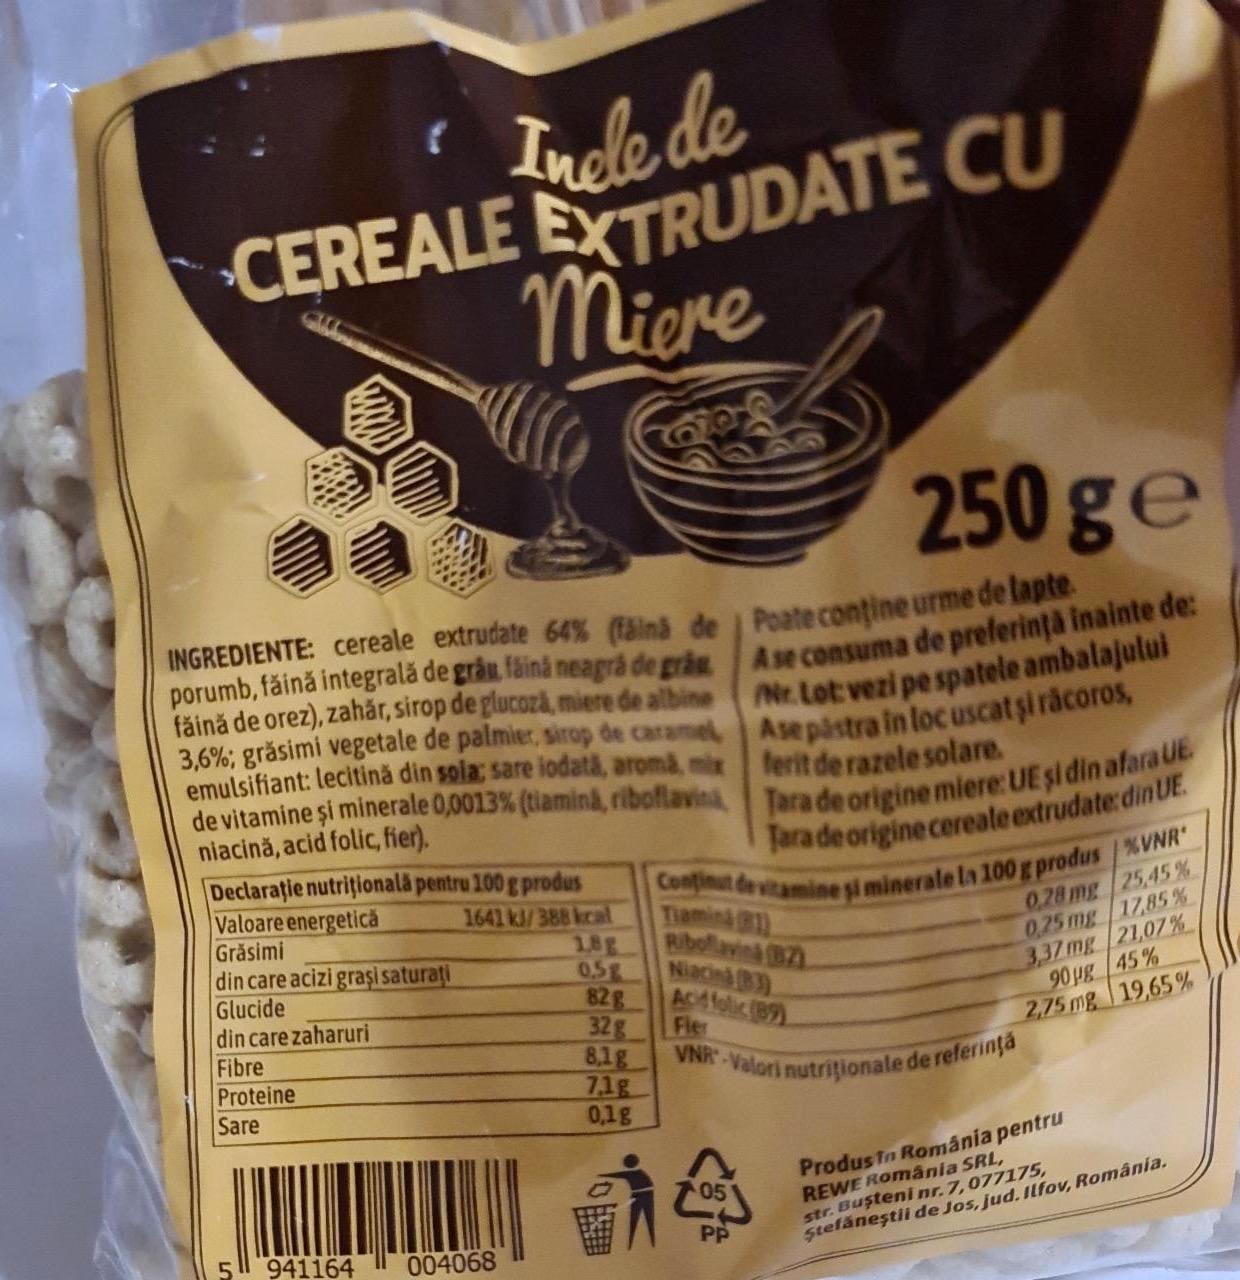 Inele de
CEREALE EXTRUDATE CU
Miere
250 g e
INGREDIENTE: cereale extrudate 64% (făină de
porumb, făină integrală de grâu, făină neagră de grâu,
făină de orez), zahăr, sirop de glucoză, miere de albine
3,6%; grăsimi vegetale de palmier, sirop de caramel,
emulsifiant: lecitină din soia; sare iodată, aromă, mix
de vitamine și minerale 0,0013% (tiamină, riboflavină,
niacină, acid folic, fier).
Poate conține urme de lapte.
A se consuma de preferință înainte de:
/Nr. Lot: vezi pe spatele ambalajului
A se păstra în loc uscat și răcoros,
ferit de razele solare.
Țara de origine miere: UE și din afara UE.
Țara de origine cereale extrudate: din UE.
Declarație nutrițională pentru 100 g produs
Valoare energetică 1641 kJ/ 388 kcal
Grăsimi 1,8 g
din care acizi grași saturați 0,5 g
Glucide 82 g
din care zaharuri 32 g
Fibre 8,1 g
Proteine 7,1 g
Sare 0,1 g
Conținut de vitamine și minerale la 100 g produs %VNR*
Tiamină (B1) 0,28 mg 25,45 %
Riboflavină (B2) 0,25 mg 17,85 %
Niacină (B3) 3,37 mg 21,07 %
Acid folic (B9) 90 µg 45 %
Fier 2,75 mg 19,65 %
VNR* - Valori nutriționale de referință
5 941164 004068
05
PP
Produs în România pentru
REWE România SRL,
str. Bușteni nr. 7, 077175,
Ștefăneștii de Jos, jud. Ilfov, România.